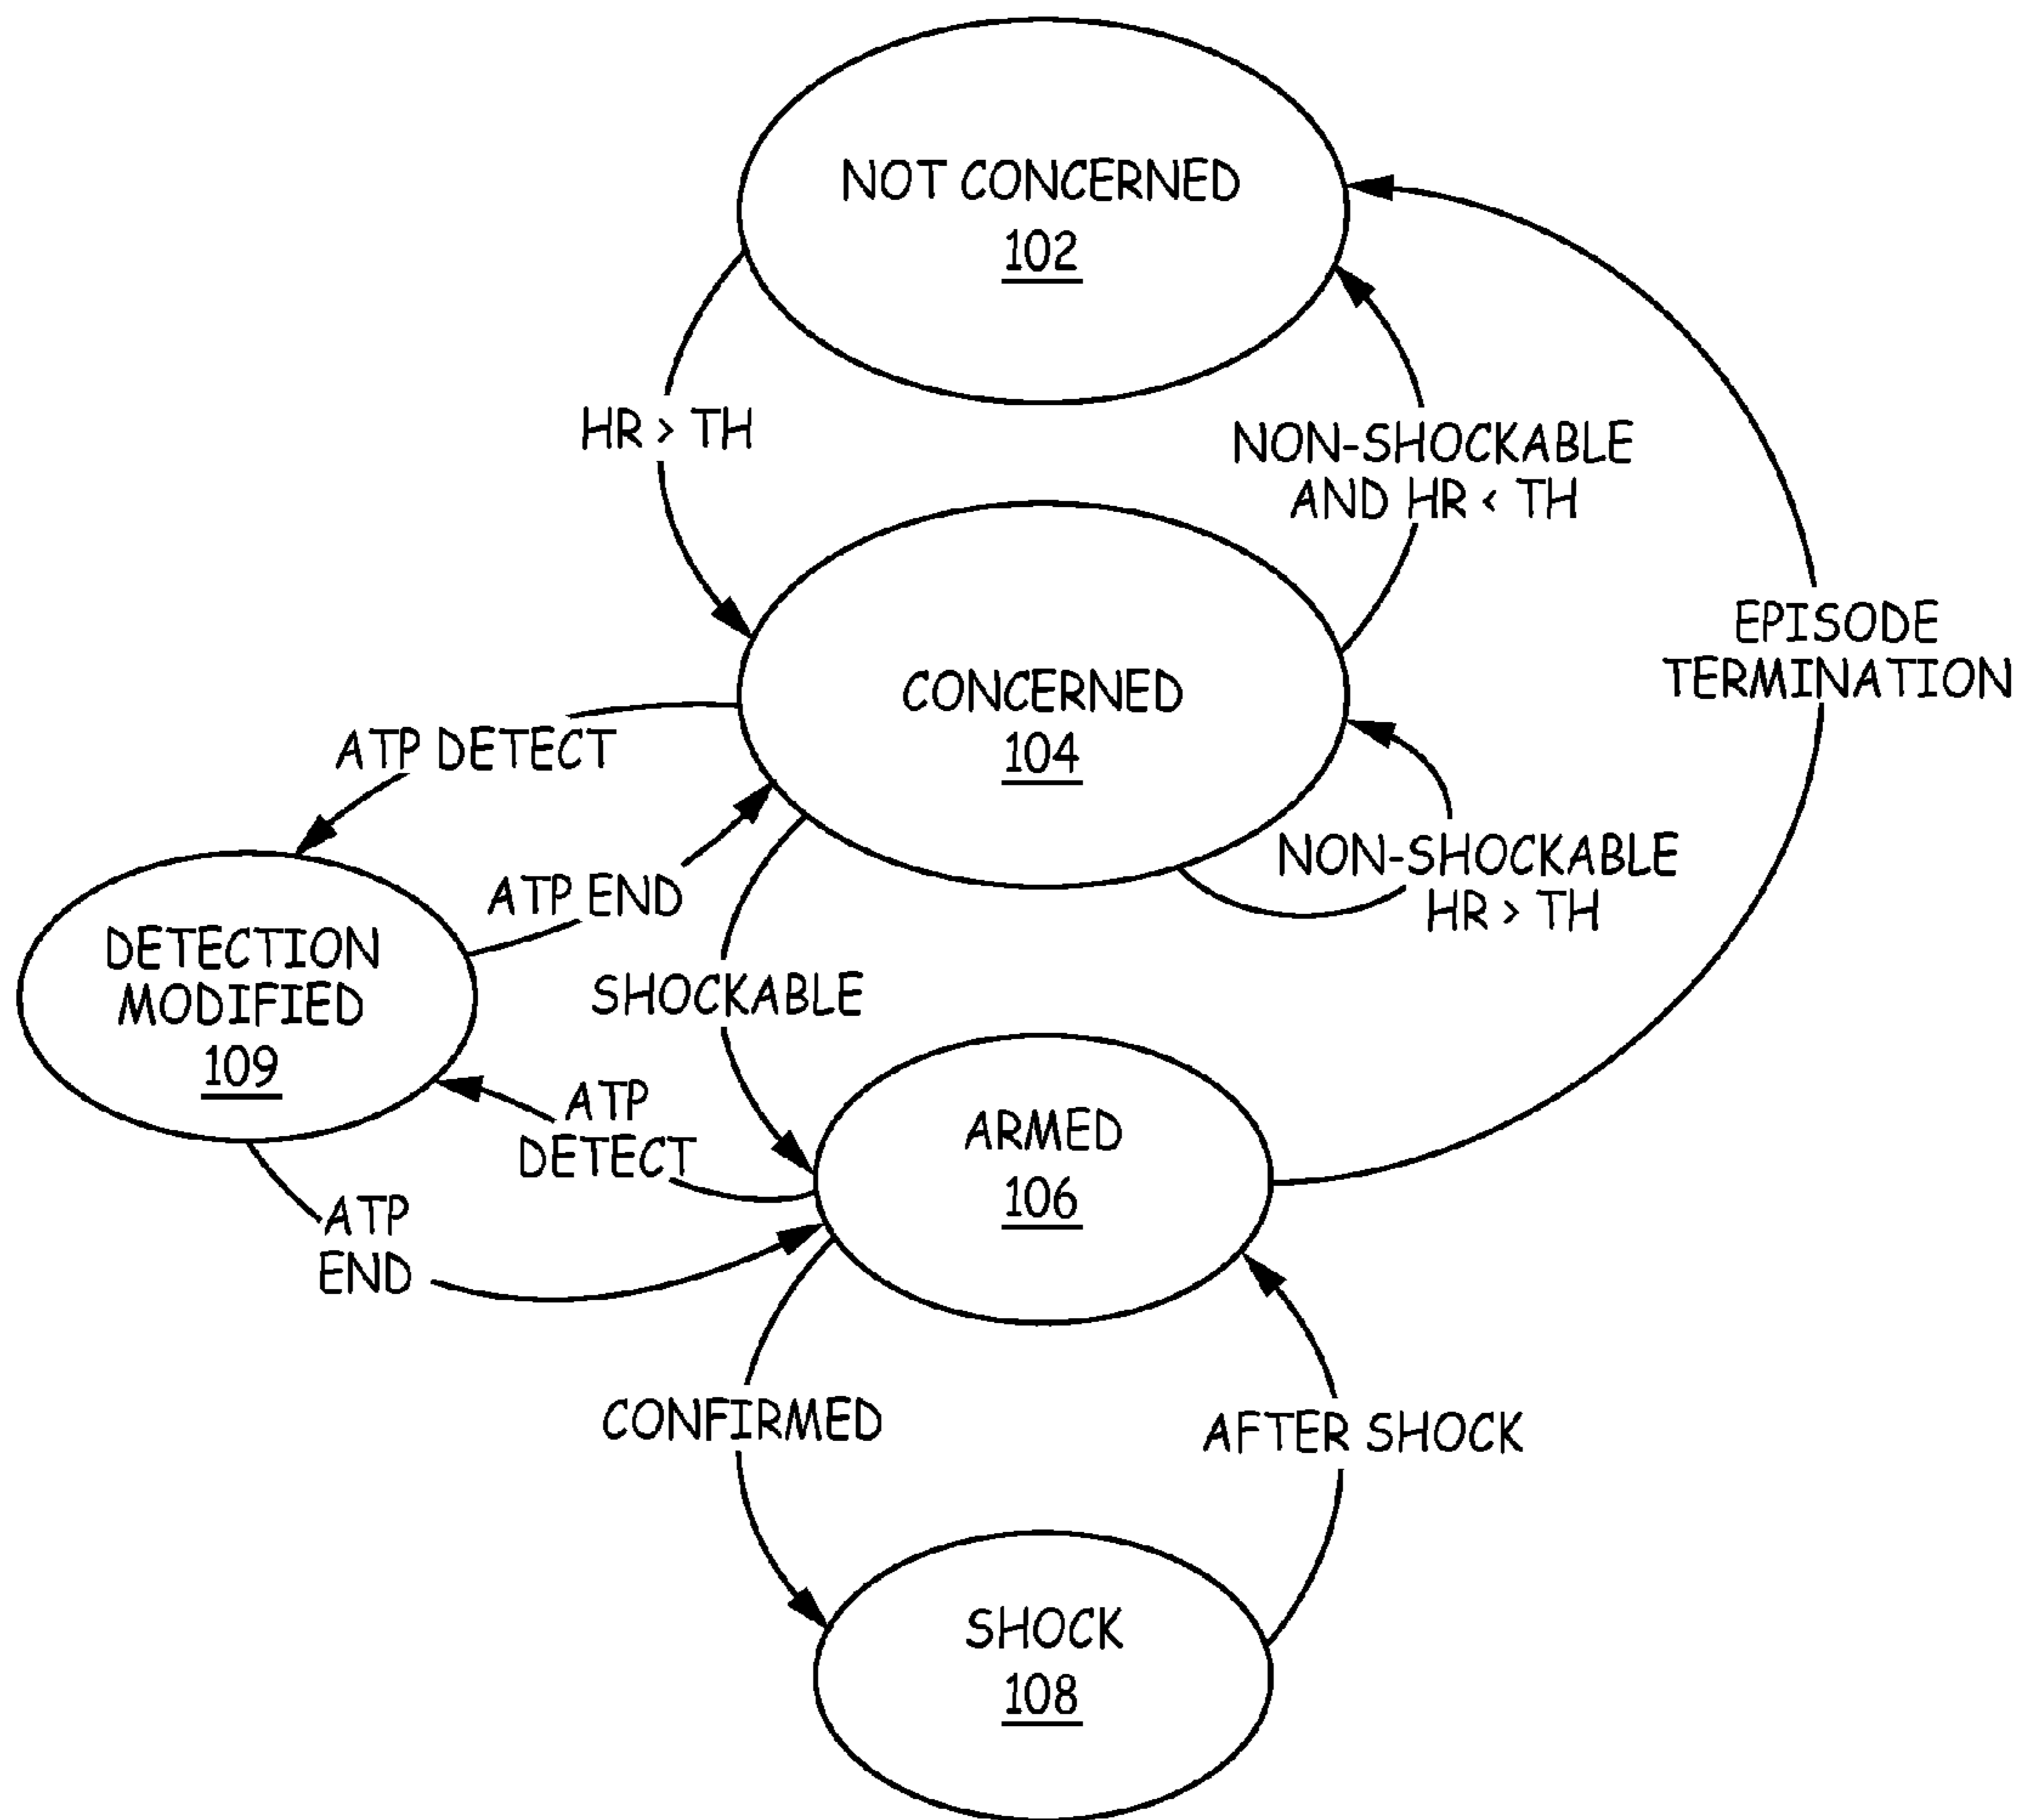 NOT CONCERNED
102
HR > TH
NON-SHOCKABLE
AND HR < TH
EPISODE
TERMINATION
CONCERNED
104
ATP DETECT
NON-SHOCKABLE
HR > TH
ATP END
DETECTION
MODIFIED
109
SHOCKABLE
ATP
DETECT
ARMED
106
ATP
END
CONFIRMED
AFTER SHOCK
SHOCK
108